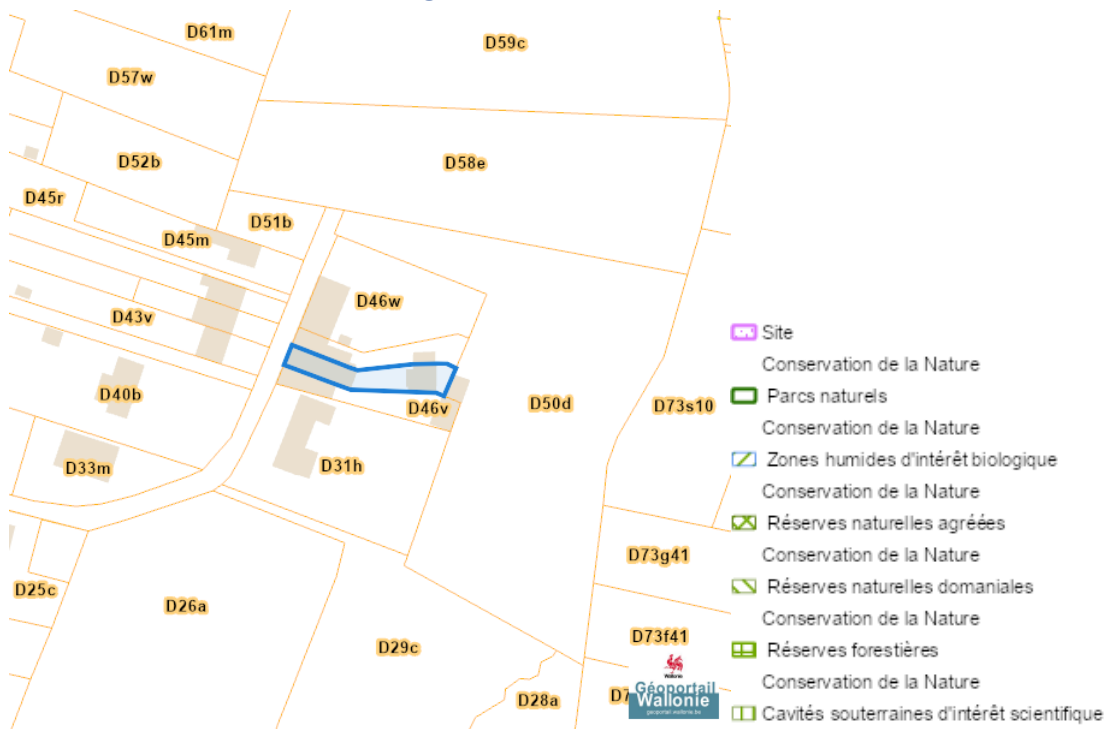 D61m
D59c
D57w
D52b
D58e
D45r
D51b
D45m
D46w
D43v
D40b
D46v
D50d
D73s10
D33m
D31h
D73g41
D25c
D26a
D73f41
D29c
D28a
Wallonie
Géoportail
Wallonie
geoportail.wallonie.be
Site
Conservation de la Nature
Parcs naturels
Conservation de la Nature
Zones humides d'intérêt biologique
Conservation de la Nature
Réserves naturelles agréées
Conservation de la Nature
Réserves naturelles domaniales
Conservation de la Nature
Réserves forestières
Conservation de la Nature
Cavités souterraines d'intérêt scientifique